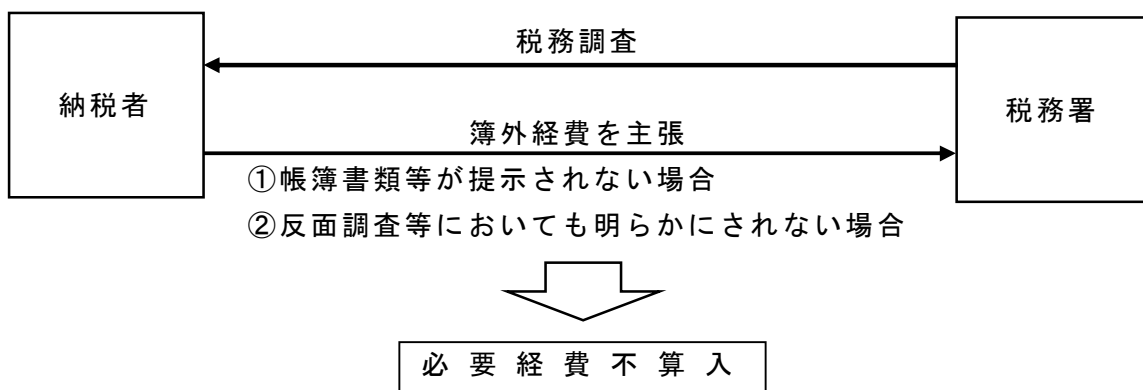 税務調査
納税者
税務署
簿外経費を主張
①帳簿書類等が提示されない場合
②反面調査等においても明らかにされない場合
必要経費不算入